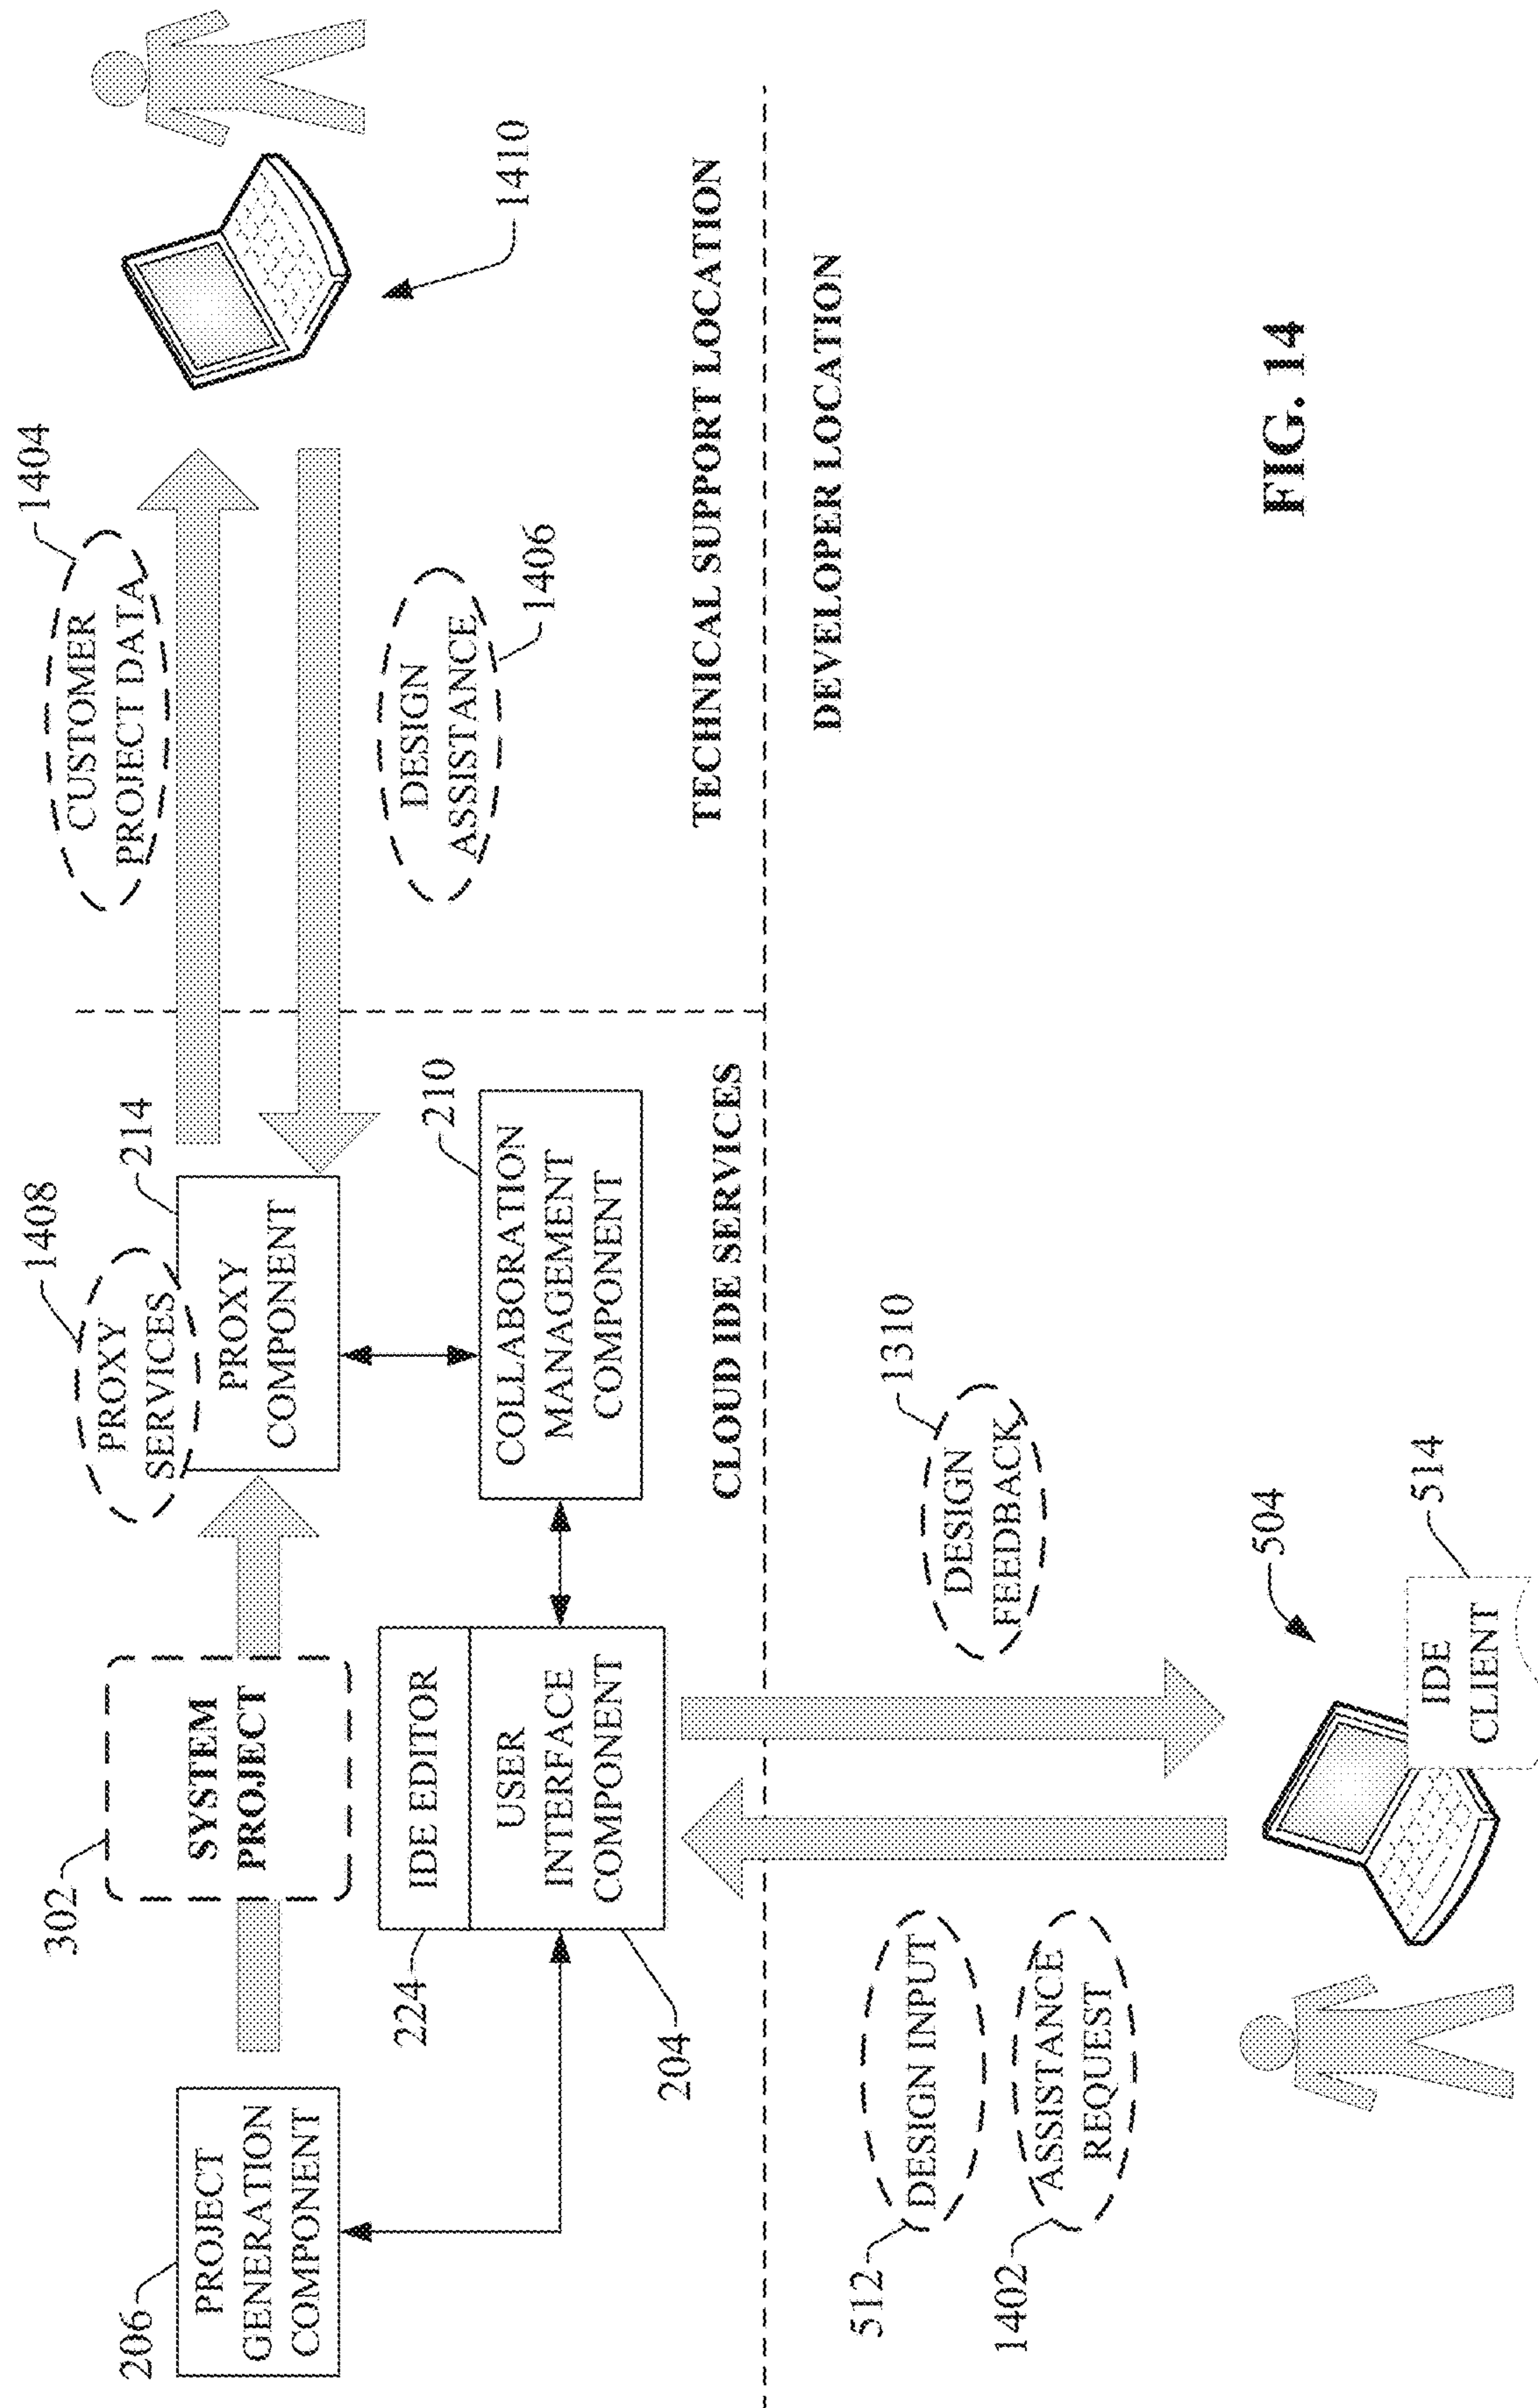 206
PROJECT
GENERATION
COMPONENT
302
SYSTEM
PROJECT
1408
PROXY
SERVICES
214
PROXY
COMPONENT
224
IDE EDITOR
USER
INTERFACE
COMPONENT
204
210
COLLABORATION
MANAGEMENT
COMPONENT
CLOUD IDE SERVICES
1404
CUSTOMER
PROJECT DATA
DESIGN
ASSISTANCE
1406
1410
TECHNICAL SUPPORT LOCATION
DEVELOPER LOCATION
512
DESIGN INPUT
1402
ASSISTANCE
REQUEST
1310
DESIGN
FEEDBACK
504
514
IDE
CLIENT
FIG. 14